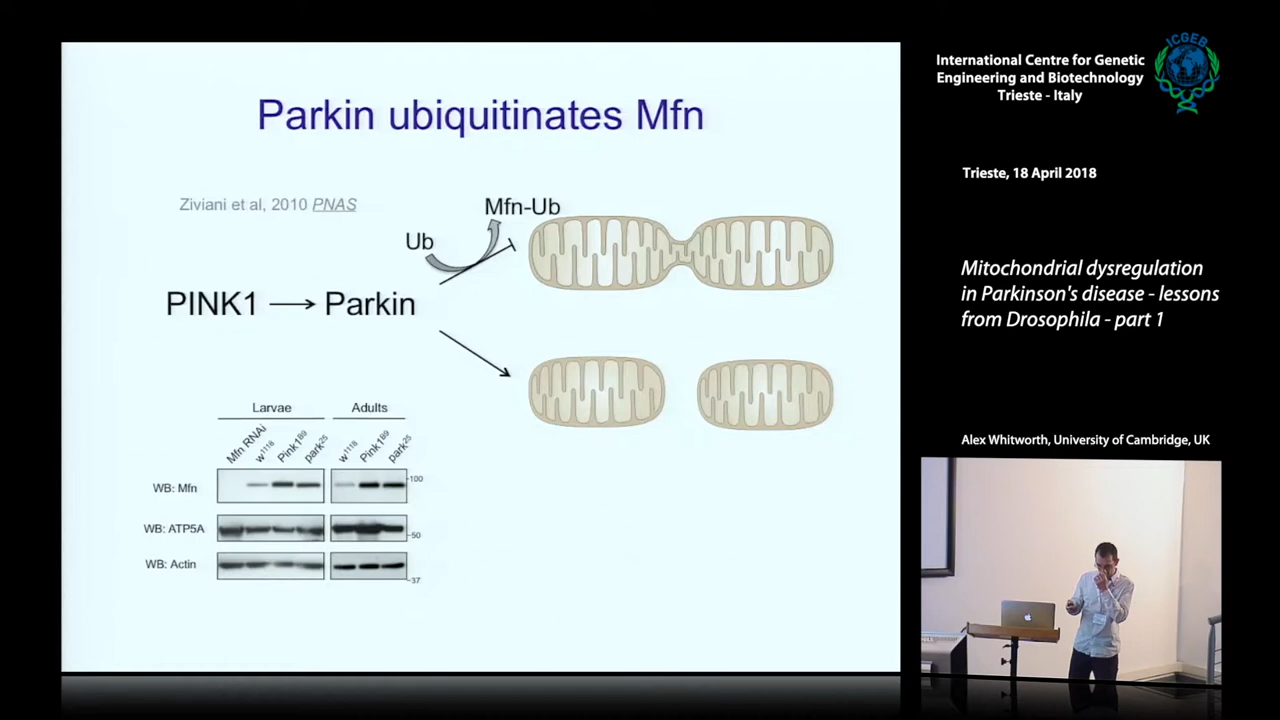 Parkin ubiquitinates Mfn
Ziviani et al, 2010 PNAS
Mfn-Ub
Ub
PINK1 → Parkin
Larvae
Adults
Mfn RNAi
w1118
Pink1B9
park25
w1118
Pink1B9
park25
WB: Mfn
100
WB: ATP5A
50
WB: Actin
37
International Centre for Genetic
Engineering and Biotechnology
Trieste - Italy
ICGEB
Trieste, 18 April 2018
Mitochondrial dysregulation
in Parkinson's disease - lessons
from Drosophila - part 1
Alex Whitworth, University of Cambridge, UK